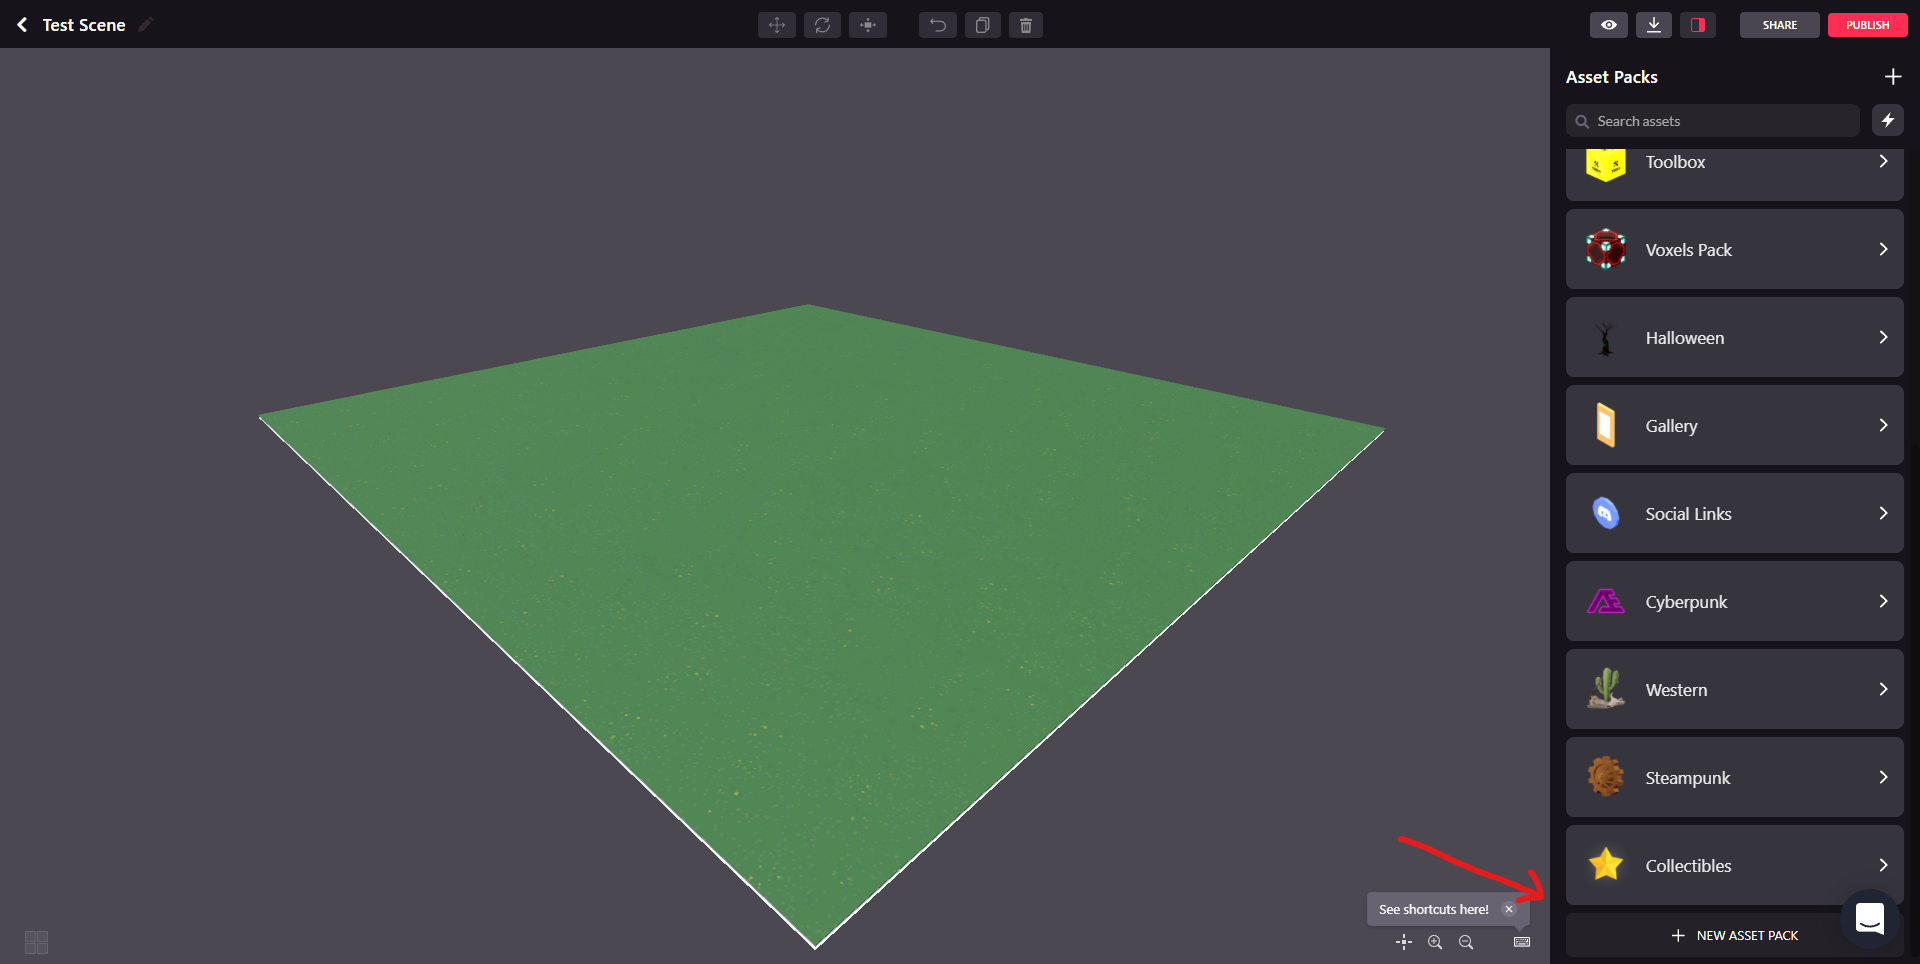 Test Scene
SHARE
PUBLISH
Asset Packs
Search assets
Toolbox
Voxels Pack
Halloween
Gallery
Social Links
Cyberpunk
Western
Steampunk
Collectibles
See shortcuts here!
NEW ASSET PACK